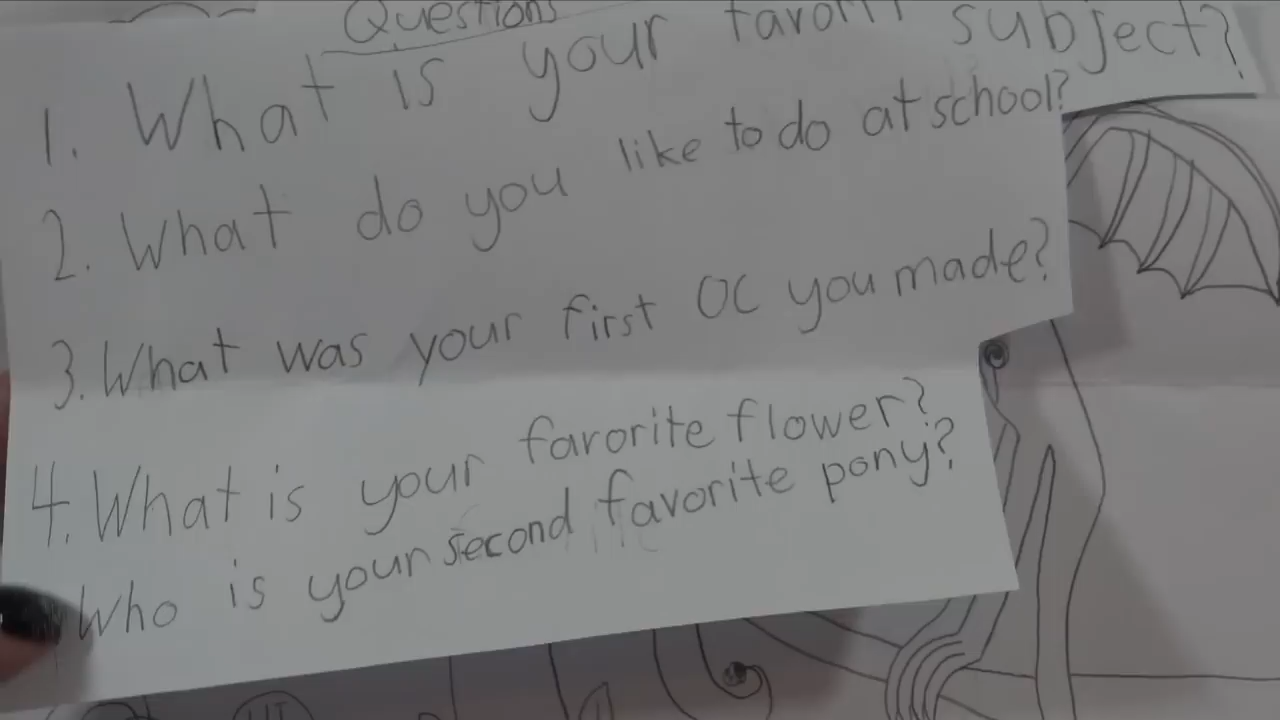 Questions
1. What is your favorit subject?
2. What do you like to do at school?
3. What was your first OC you made?
4. What is your favorite flower?
Who is your second favorite pony?